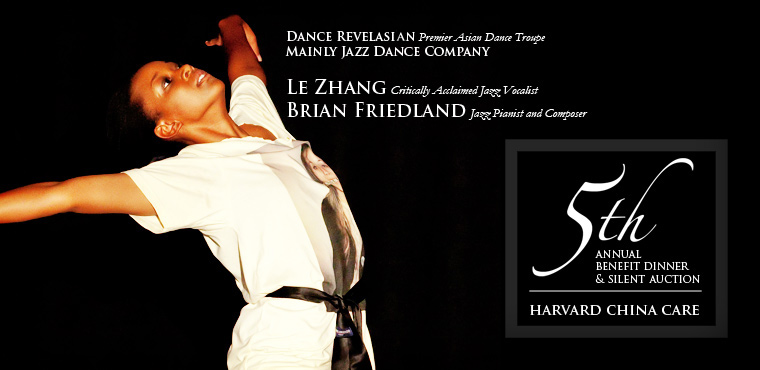 DANCE REVELASIAN Premier Asian Dance Troupe
MAINLY JAZZ DANCE COMPANY
LE ZHANG Critically Acclaimed Jazz Vocalist
BRIAN FRIEDLAND Jazz Pianist and Composer
5th
ANNUAL
BENEFIT DINNER
& SILENT AUCTION
HARVARD CHINA CARE